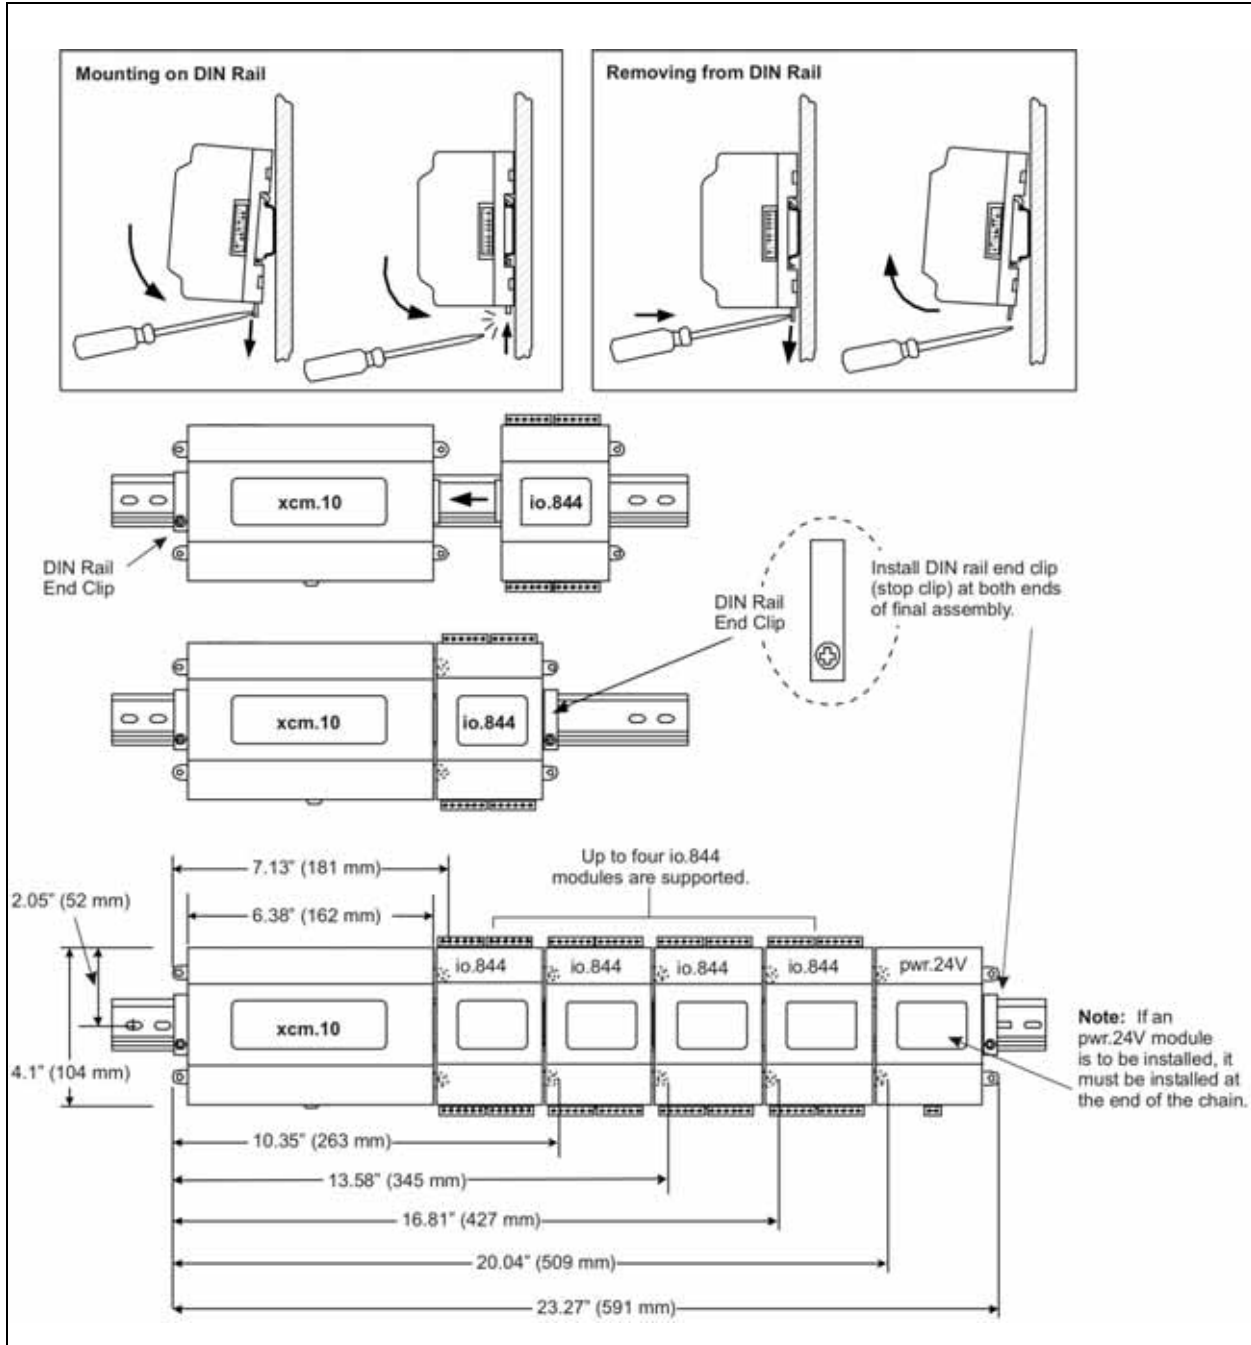 Mounting on DIN Rail
Removing from DIN Rail
xcm.10
io.844
DIN Rail
End Clip
DIN Rail
End Clip
Install DIN rail end clip
(stop clip) at both ends
of final assembly.
xcm.10
io.844
7.13" (181 mm)
Up to four io.844
modules are supported.
2.05" (52 mm)
6.38" (162 mm)
io.844
io.844
io.844
io.844
pwr.24V
xcm.10
4.1" (104 mm)
Note: If an
pwr.24V module
is to be installed, it
must be installed at
the end of the chain.
10.35" (263 mm)
13.58" (345 mm)
16.81" (427 mm)
20.04" (509 mm)
23.27" (591 mm)